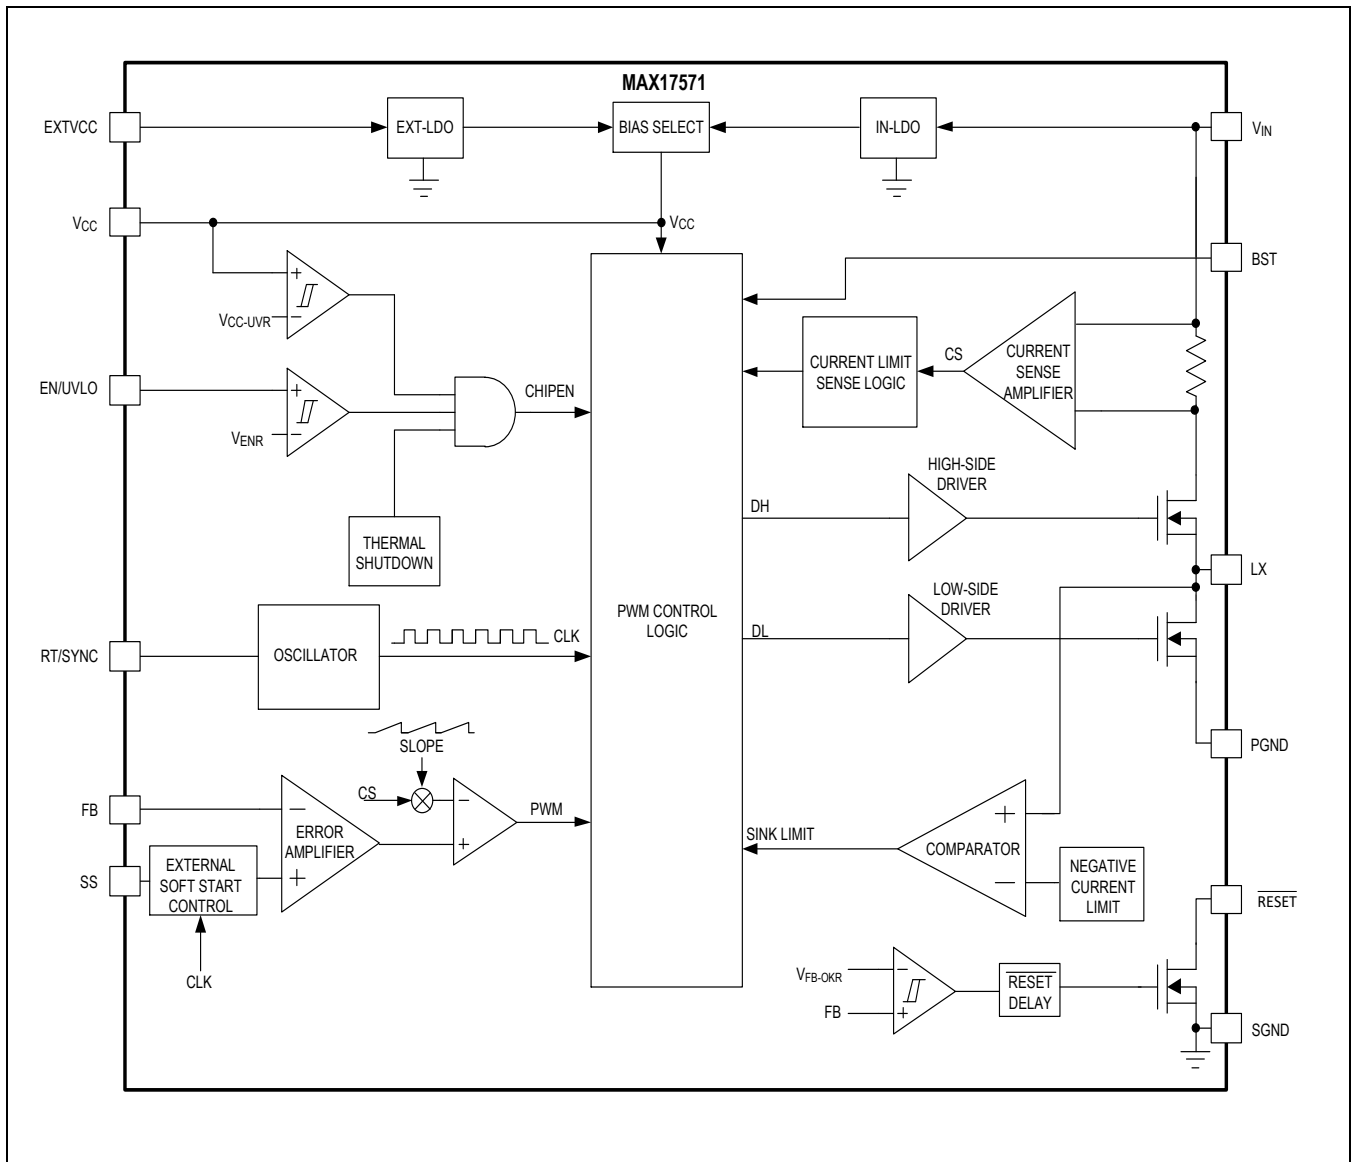 MAX17571
EXTVCC
EXT-LDO
BIAS SELECT
IN-LDO
VIN
VCC
VCC
BST
+
VCC-UVR
−
CURRENT LIMIT
SENSE LOGIC
CS
CURRENT
SENSE
AMPLIFIER
EN/UVLO
+
VENR
−
CHIPEN
THERMAL
SHUTDOWN
HIGH-SIDE
DRIVER
DH
LX
LOW-SIDE
DRIVER
DL
PWM CONTROL
LOGIC
RT/SYNC
OSCILLATOR
CLK
SLOPE
PGND
CS
−
+
PWM
FB
−
ERROR
AMPLIFIER
+
SS
EXTERNAL
SOFT START
CONTROL
CLK
SINK LIMIT
+
COMPARATOR
−
NEGATIVE
CURRENT
LIMIT
RESET
VFB-OKR
−
FB
+
RESET
DELAY
SGND